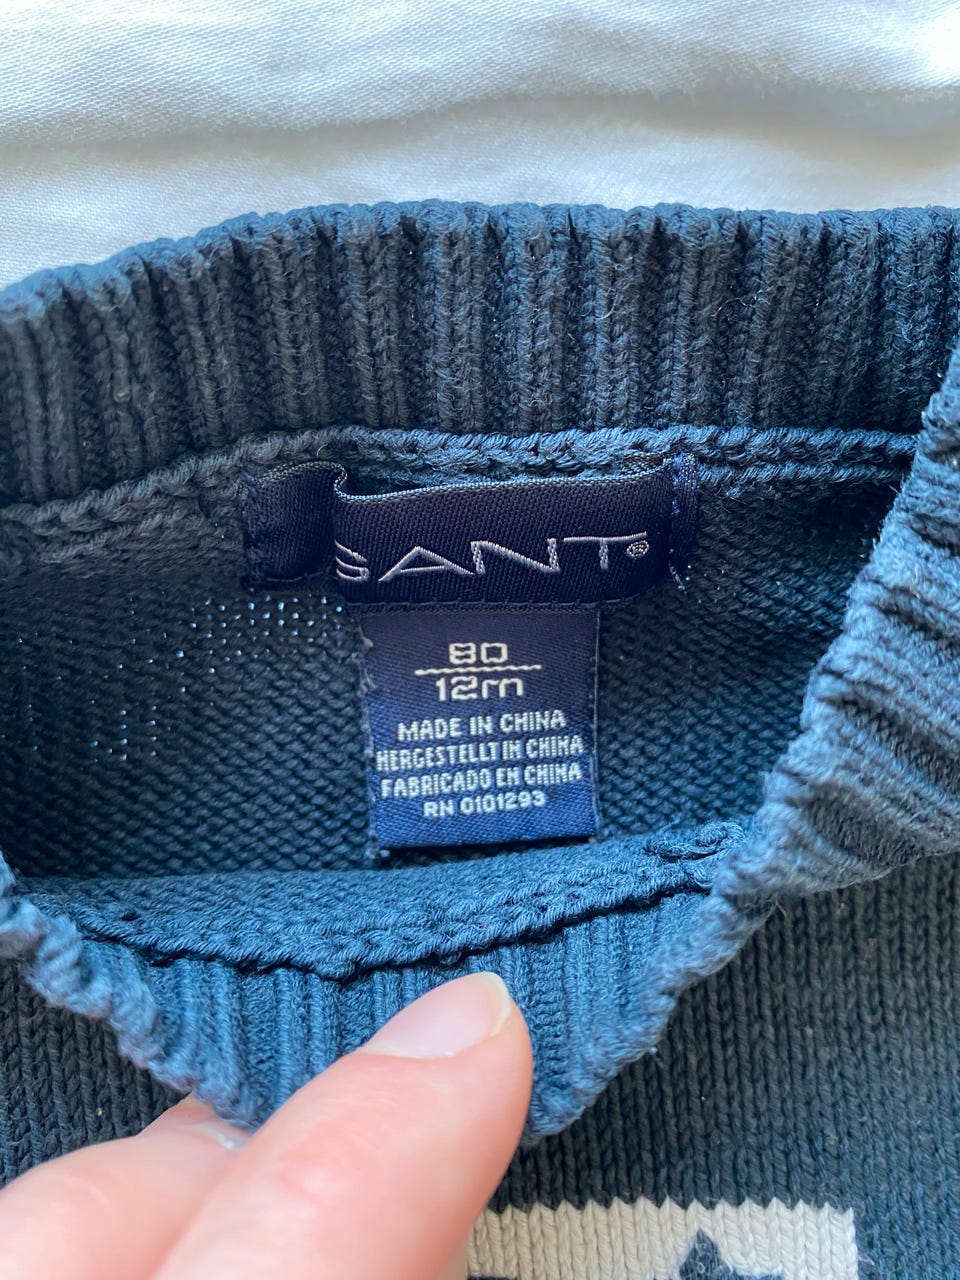 GANT®
80
12m
MADE IN CHINA
HERGESTELLT IN CHINA
FABRICADO EN CHINA
RN 0101293